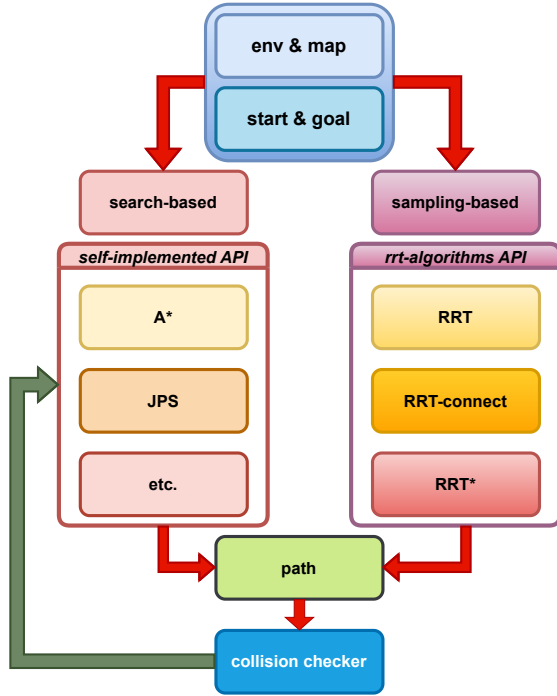 env & map
start & goal
search-based
sampling-based
self-implemented API
rrt-algorithms API
A*
RRT
JPS
RRT-connect
etc.
RRT*
path
collision checker